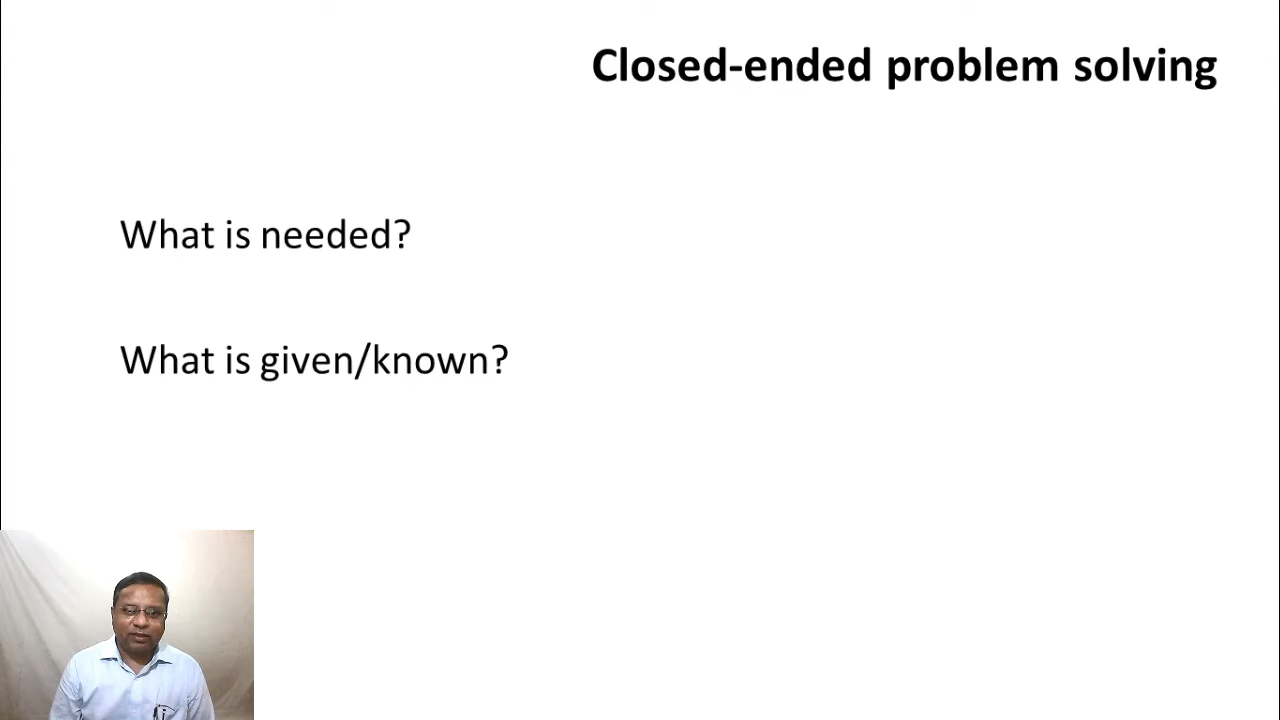 Closed-ended problem solving
What is needed?
What is given/known?